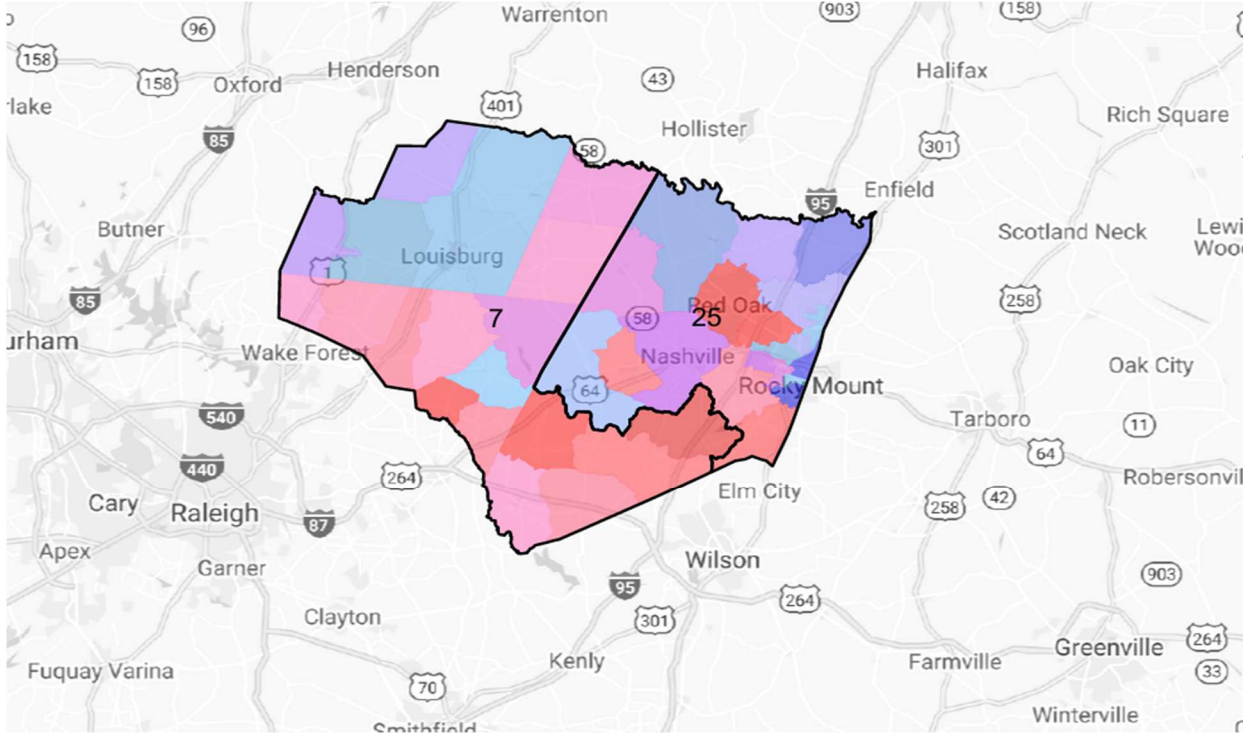 Warrenton
903
158
96
158
158
Henderson
Oxford
43
Halifax
rlake
401
Rich Square
Hollister
85
301
58
Enfield
95
Butner
Scotland Neck
Lewi
Woo
Louisburg
1
85
258
Red Oak
7
58
25
urham
Wake Forest
Nashville
Oak City
64
Rocky Mount
540
Tarboro
11
64
440
264
Robersonvil
Elm City
42
Cary
Raleigh
87
258
Apex
Wilson
Garner
95
903
264
Clayton
301
264
Greenville
Kenly
Farmville
Fuquay Varina
33
70
Winterville
Smithfield